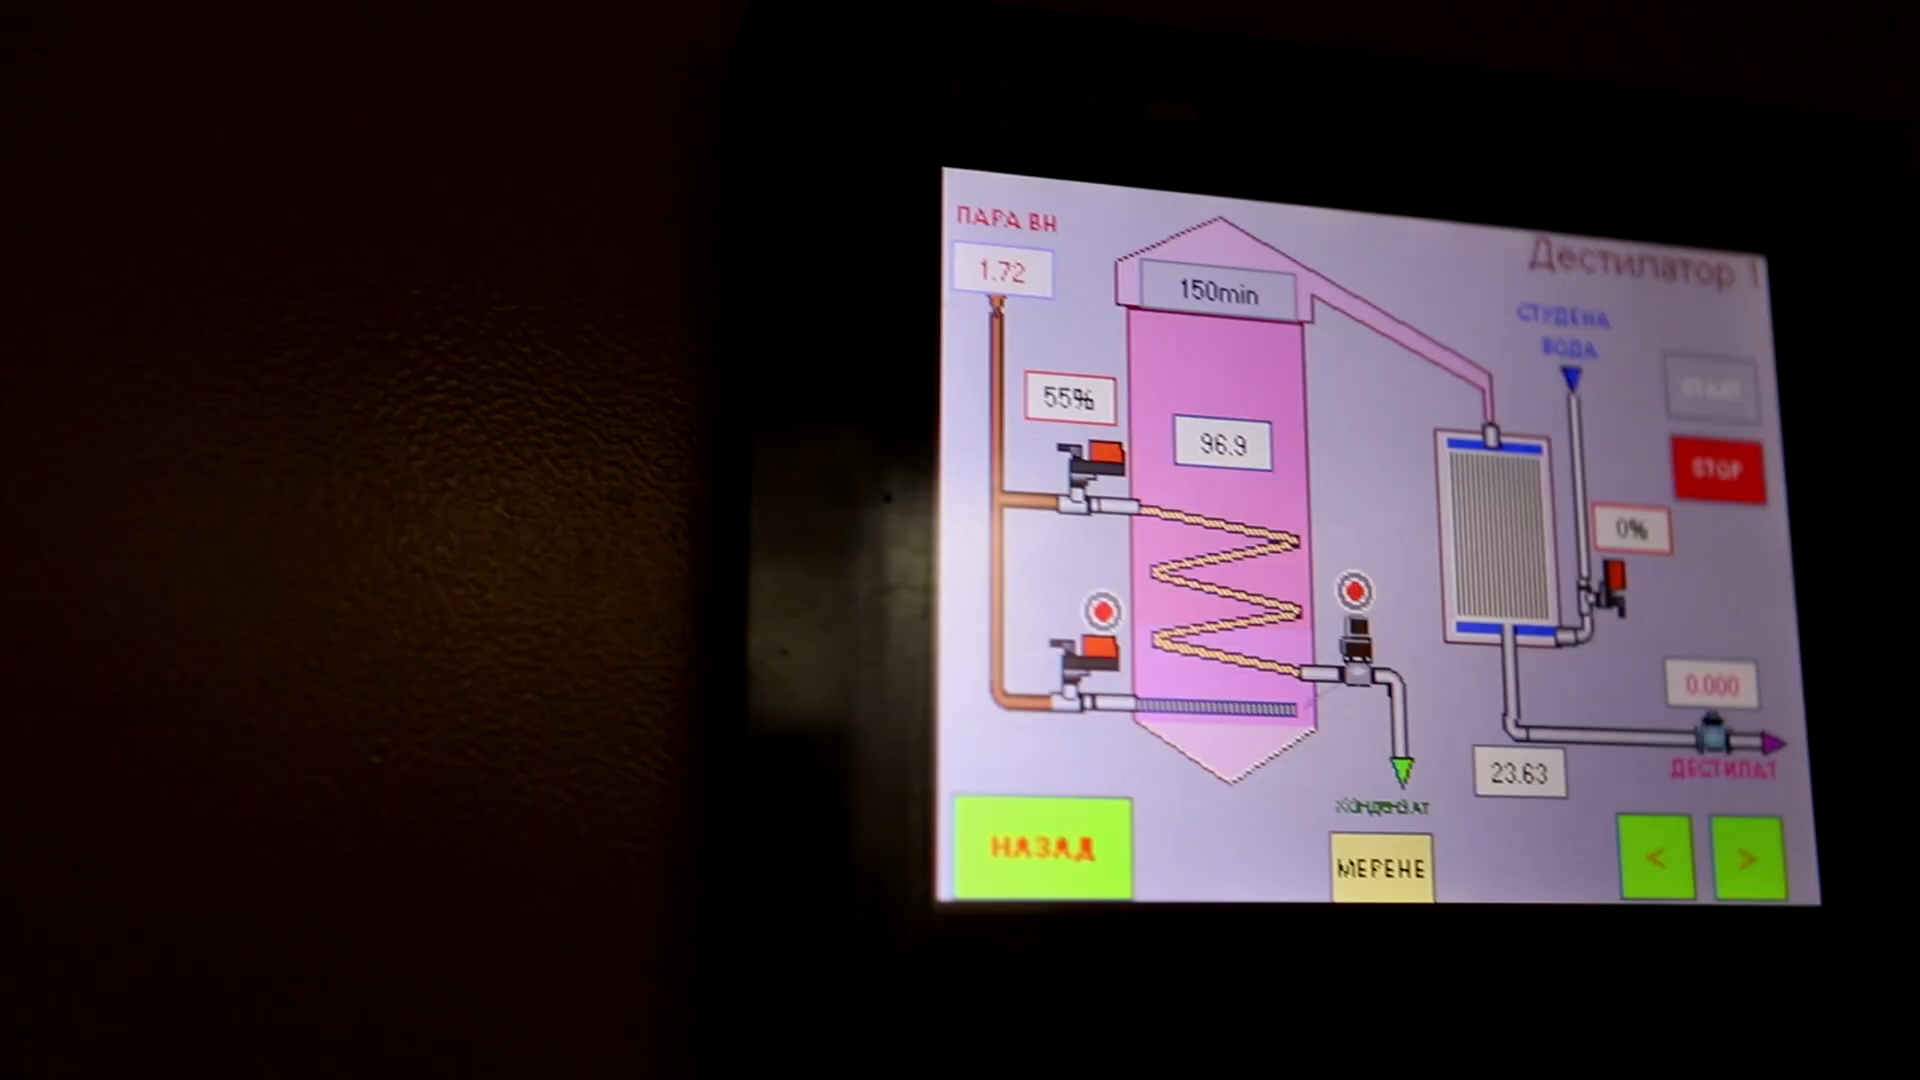 ПАРА ВН
1.72
150min
Дестилатор 1
СТУДЕНА
ВОДА
START
55%
96.9
STOP
0%
0.000
23.63
ДЕСТИЛАТ
КОНДЕНЗАТ
НАЗАД
МЕРЕНЕ
<
>